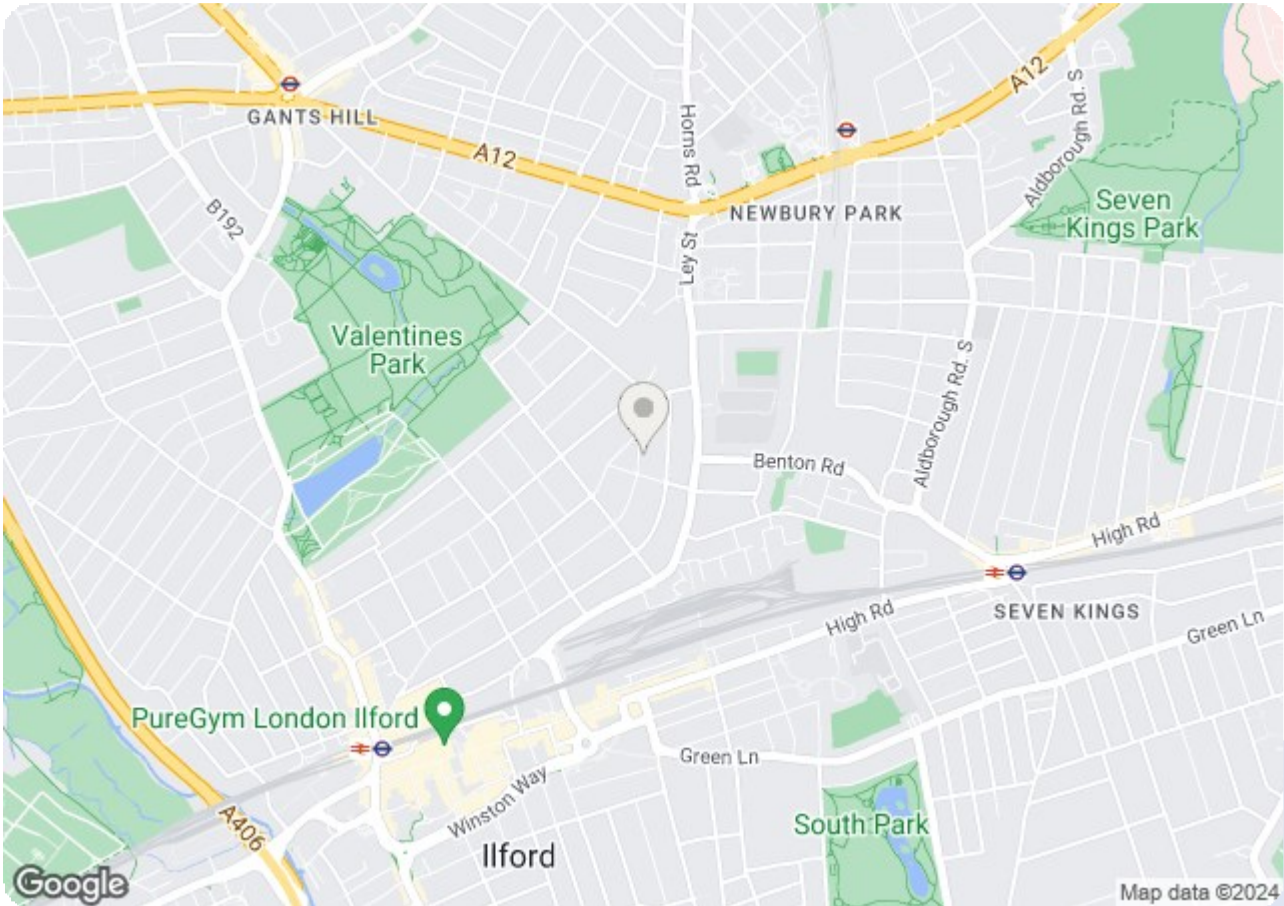 A12
GANTS HILL
Horns Rd
A12
Aldborough Rd. S
B192
NEWBURY PARK
Seven
Kings Park
Ley St
Valentines
Park
Aldborough Rd. S
Benton Rd
High Rd
SEVEN KINGS
High Rd
Green Ln
PureGym London Ilford
Green Ln
Winston Way
A406
South Park
Ilford
Google
Map data ©2024